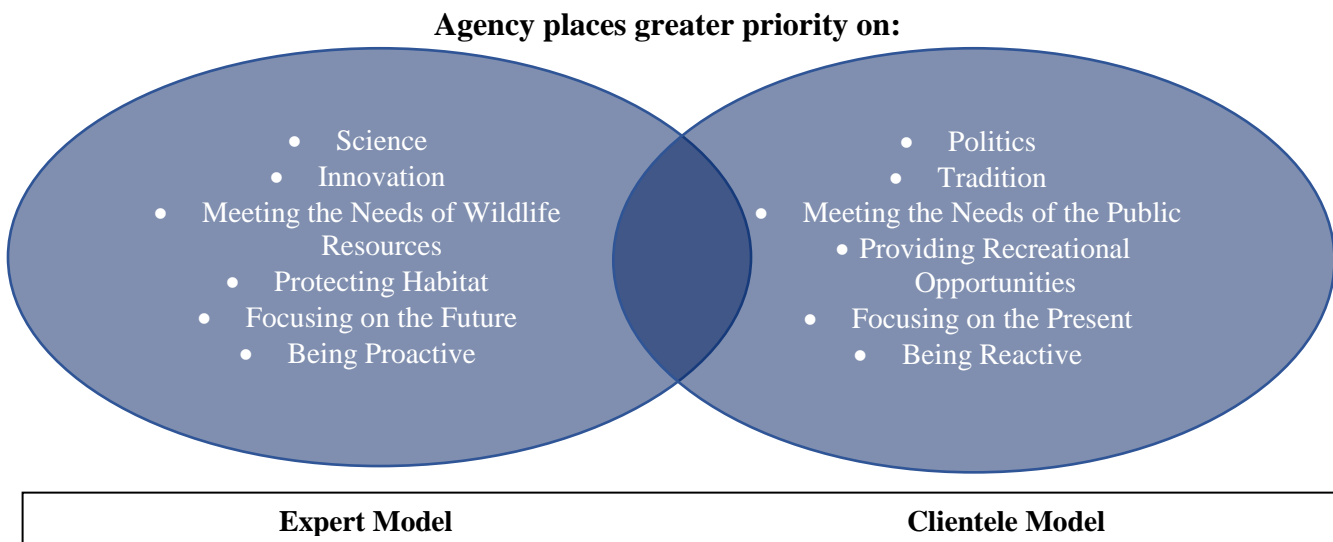 Agency places greater priority on:
• Science
• Innovation
• Meeting the Needs of Wildlife
Resources
• Protecting Habitat
• Focusing on the Future
• Being Proactive
• Politics
• Tradition
• Meeting the Needs of the Public
• Providing Recreational
Opportunities
• Focusing on the Present
• Being Reactive
Expert Model
Clientele Model